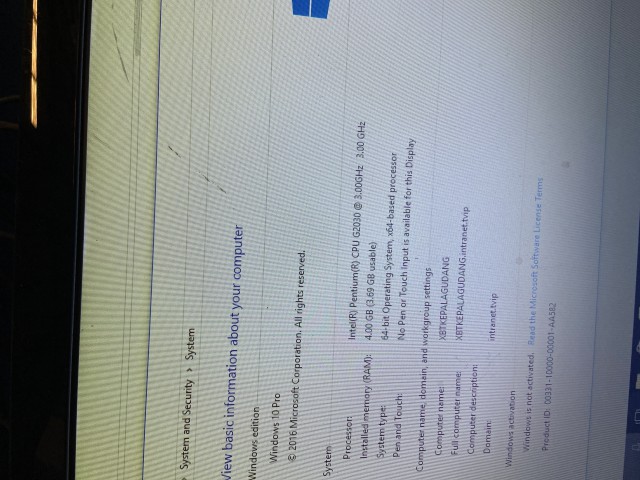 System and Security > System
View basic information about your computer
Windows edition
Windows 10 Pro
© 2016 Microsoft Corporation. All rights reserved.
System
Processor: Intel(R) Pentium(R) CPU G2030 @ 3.00GHz 3.00 GHz
Installed memory (RAM): 4.00 GB (3.69 GB usable)
System type: 64-bit Operating System, x64-based processor
Pen and Touch: No Pen or Touch Input is available for this Display
Computer name, domain, and workgroup settings
Computer name: XBTKEPALAGUDANG
Full computer name: XBTKEPALAGUDANG.intranet.tvip
Computer description:
Domain: intranet.tvip
Windows activation
Windows is not activated. Read the Microsoft Software License Terms
Product ID: 00331-10000-00001-AA582